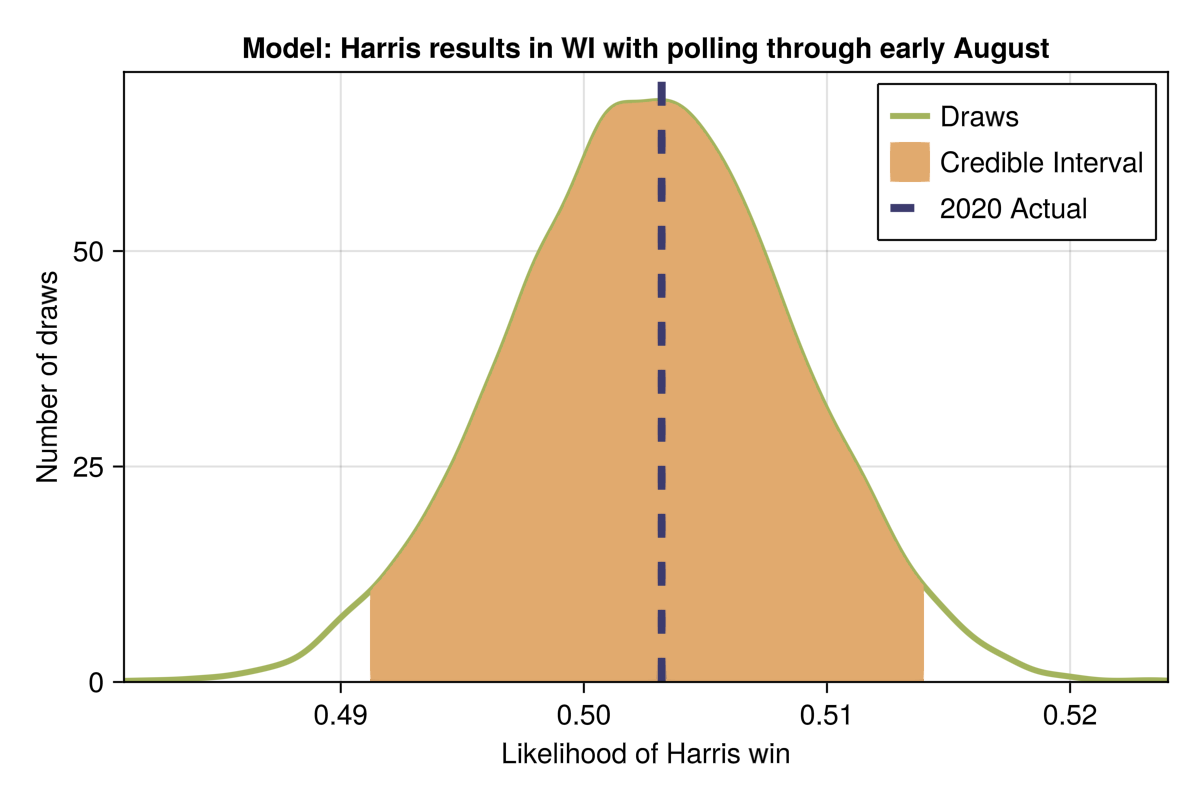 Model: Harris results in WI with polling through early August
Draws
Credible Interval
2020 Actual
Number of draws
50
25
0
0.49 0.50 0.51 0.52
Likelihood of Harris win